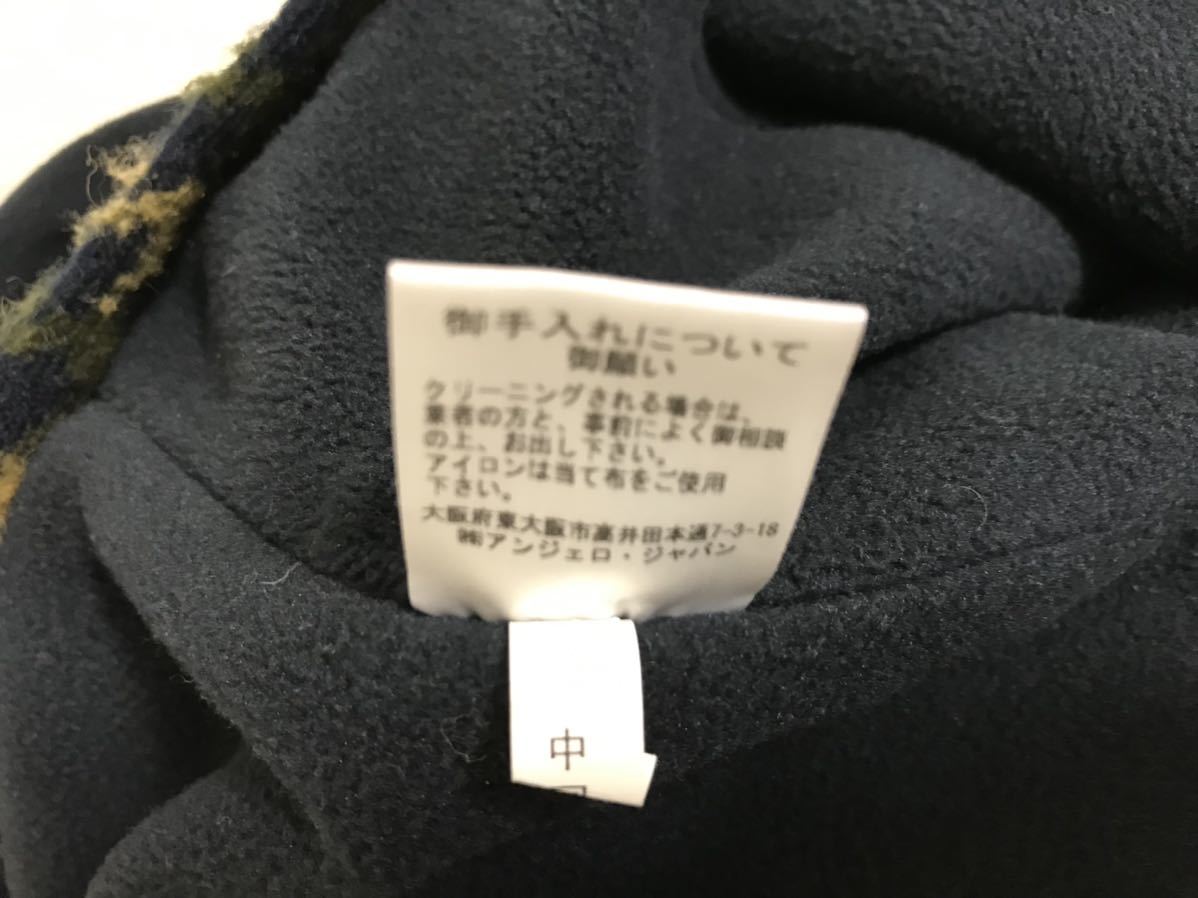 御手入れについて
御願い
クリーニングされる場合は、
業者の方と、事前によく御相談
の上、お出し下さい。
アイロンは当て布をご使用
下さい。
大阪府東大阪市高井田本通7-3-18
㈱アンジェロ・ジャパン
中